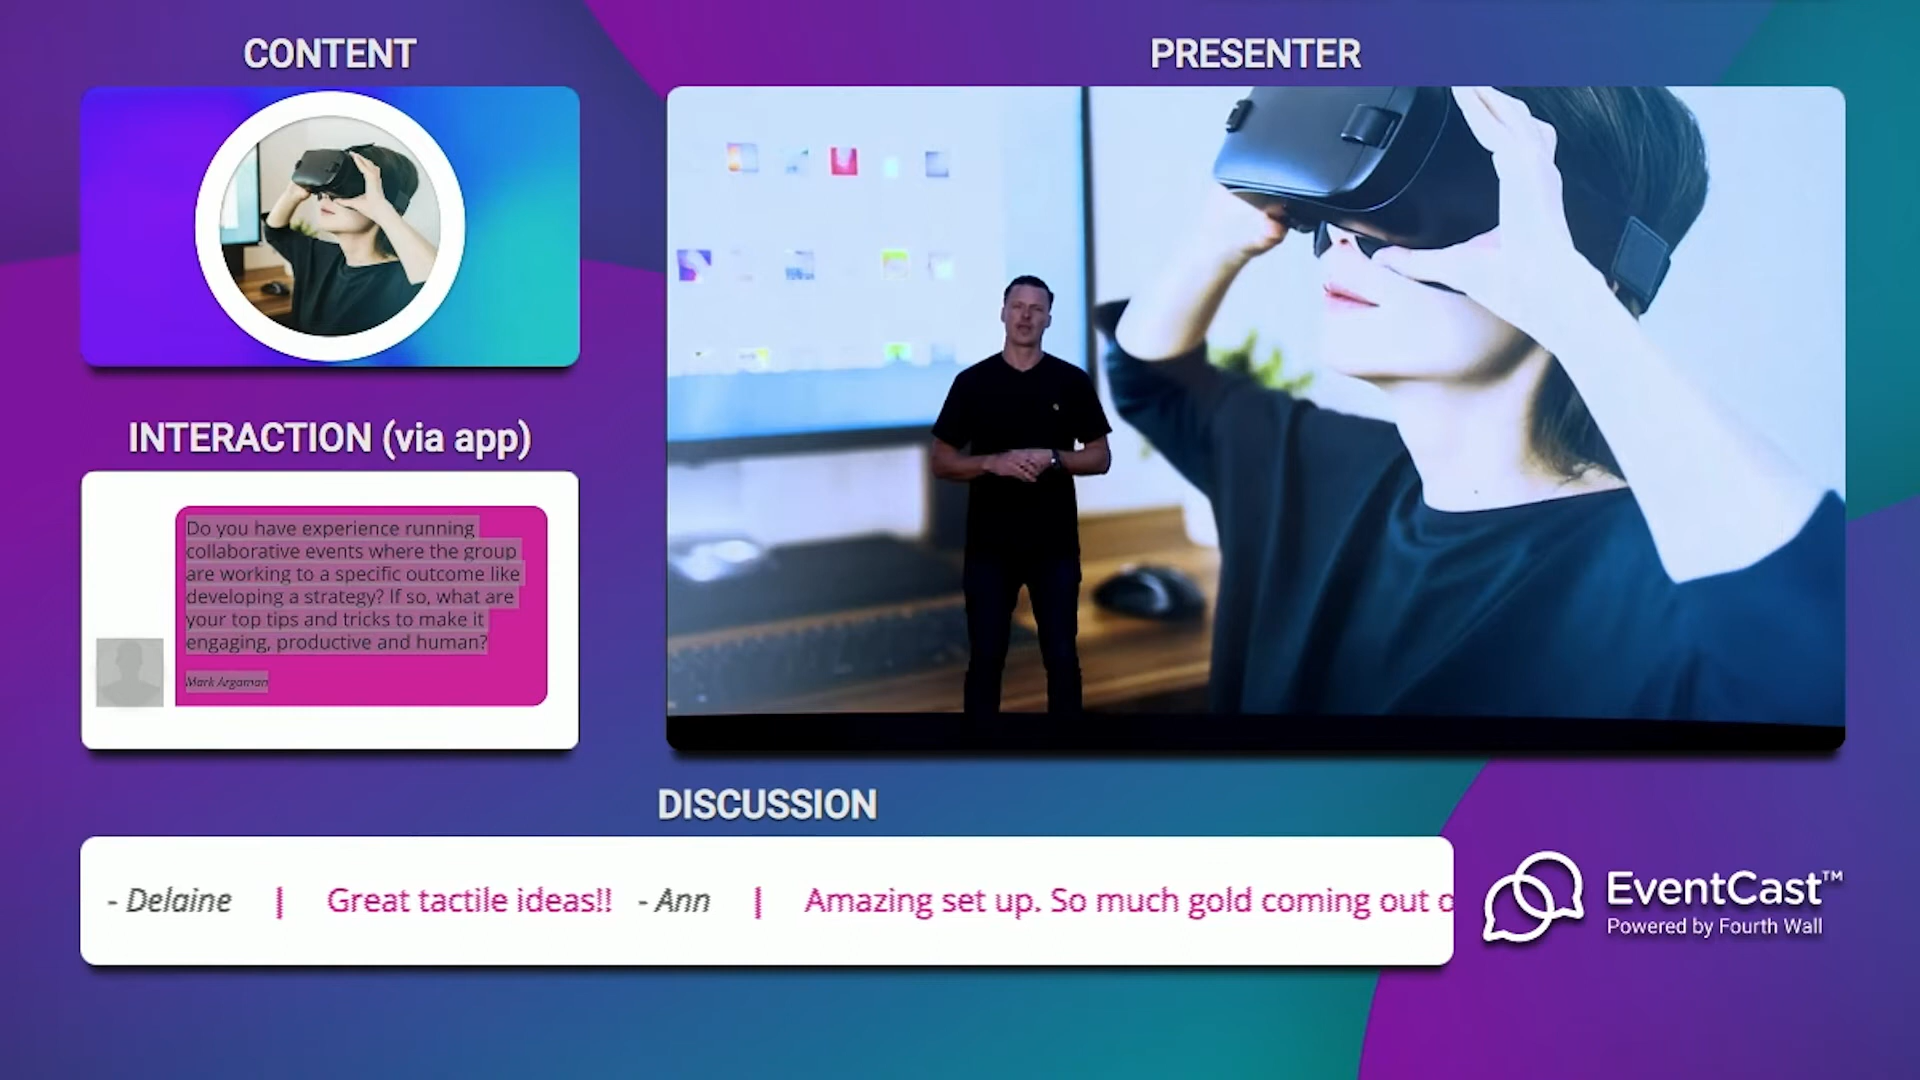 CONTENT
PRESENTER
INTERACTION (via app)
Do you have experience running
collaborative events where the group
are working to a specific outcome like
developing a strategy? If so, what are
your top tips and tricks to make it
engaging, productive and human?
Mark Argaman
DISCUSSION
- Delaine | Great tactile ideas!! - Ann | Amazing set up. So much gold coming out o
EventCast™
Powered by Fourth Wall